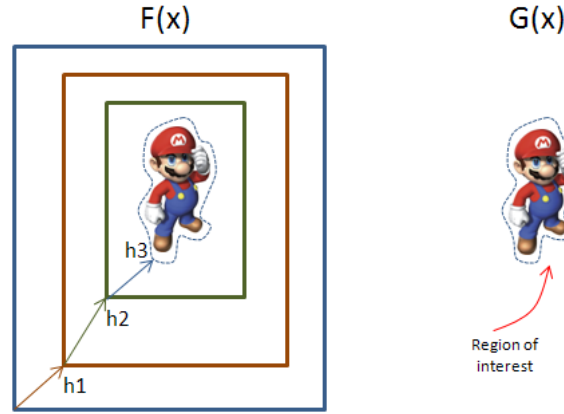 F(x)
G(x)
M
h3
h2
h1
Region of
interest